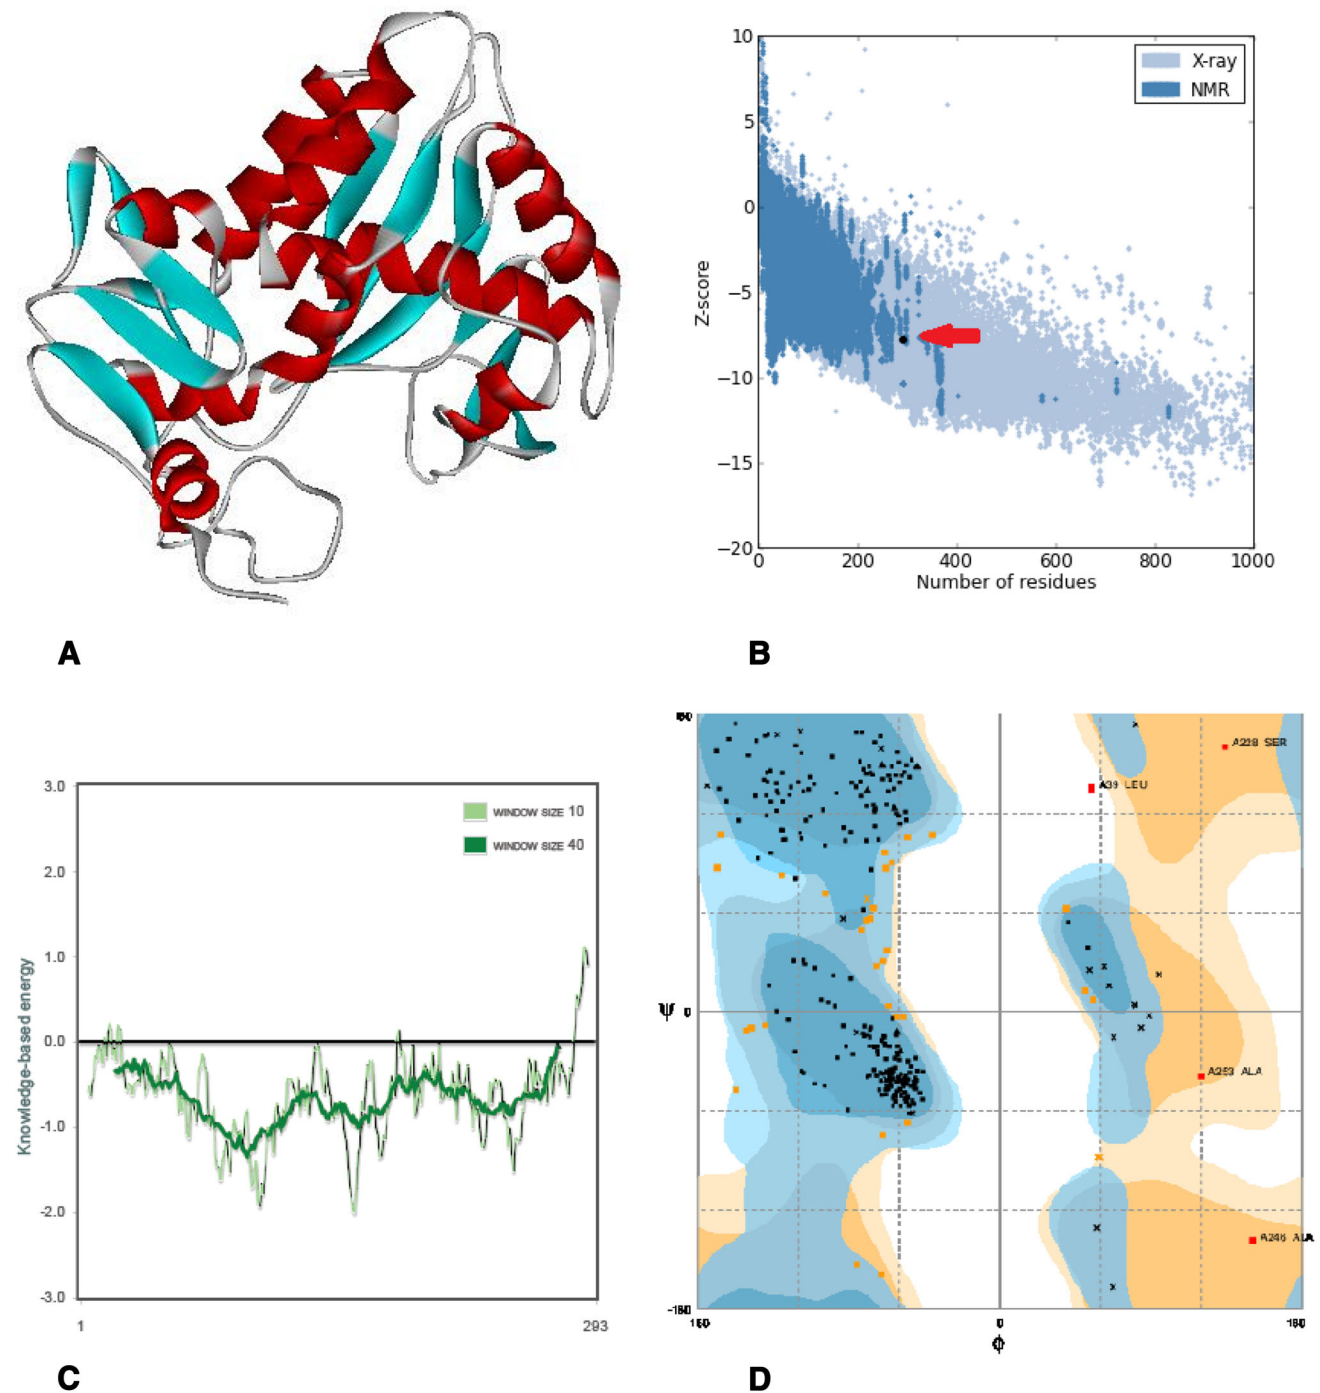 10
5
0
−5
−10
−15
−20
Z-score
X-ray
NMR
0 200 400 600 800 1000
Number of residues
A
B
3.0
2.0
1.0
0.0
-1.0
-2.0
-3.0
Knowledge-based energy
WINDOW SIZE 10
WINDOW SIZE 40
1 293
A228 SER
A39 LEU
A253 ALA
A246 ALA
Ψ 0
-180
0
-180
Φ
C
D